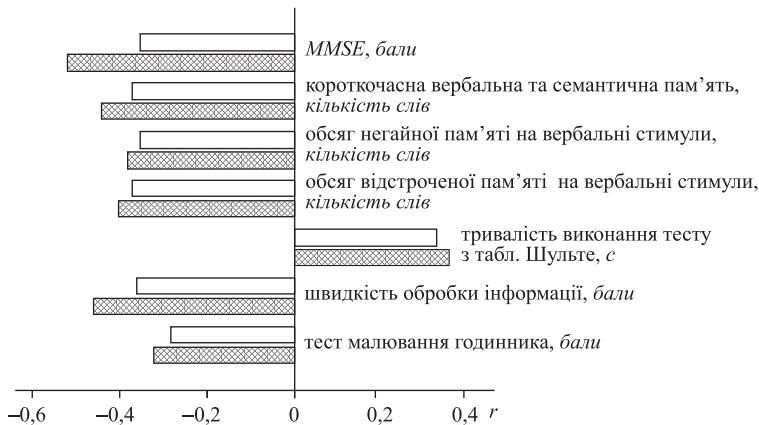 MMSE, бали
короткочасна вербальна та семантична пам’ять,
кількість слів
обсяг негайної пам’яті на вербальні стимули,
кількість слів
обсяг відстроченої пам’яті на вербальні стимули,
кількість слів
тривалість виконання тесту
з табл. Шульте, с
швидкість обробки інформації, бали
тест малювання годинника, бали
–0,6 –0,4 –0,2 0 0,2 0,4 r